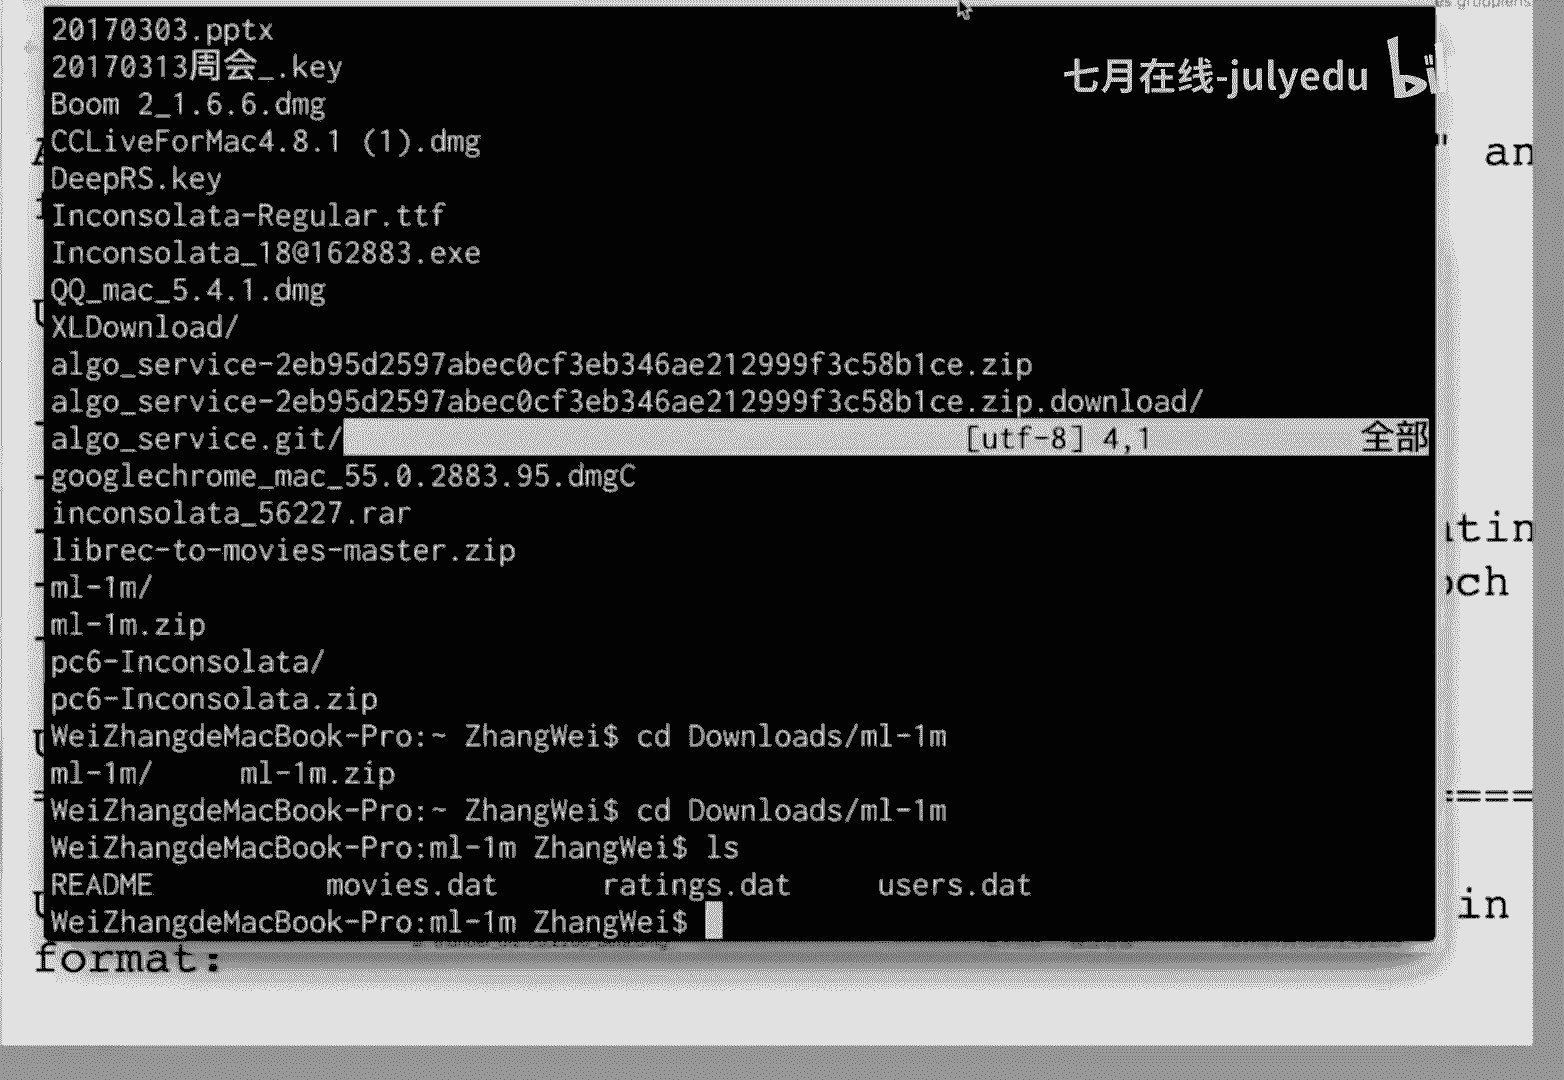 20170303.pptx
20170313周会_.key
七月在线-julyedu bi
Boom 2_1.6.6.dmg
CCLiveForMac4.8.1 (1).dmg
" an
DeepRS.key
Inconsolata-Regular.ttf
Inconsolata_18@162883.exe
QQ_mac_5.4.1.dmg
XLDownload/
algo_service-2eb95d2597abec0cf3eb346ae212999f3c58b1ce.zip
algo_service-2eb95d2597abec0cf3eb346ae212999f3c58b1ce.zip.download/
algo_service.git/ [utf-8] 4,1 全部
googlechrome_mac_55.0.2883.95.dmgC
inconsolata_56227.rar
tin
librec-to-movies-master.zip
och
ml-1m/
ml-1m.zip
pc6-Inconsolata/
pc6-Inconsolata.zip
WeiZhangdeMacBook-Pro:~ ZhangWei$ cd Downloads/ml-1m
ml-1m/ ml-1m.zip
WeiZhangdeMacBook-Pro:~ ZhangWei$ cd Downloads/ml-1m
====
WeiZhangdeMacBook-Pro:ml-1m ZhangWei$ ls
README movies.dat ratings.dat users.dat
in
WeiZhangdeMacBook-Pro:ml-1m ZhangWei$
format: